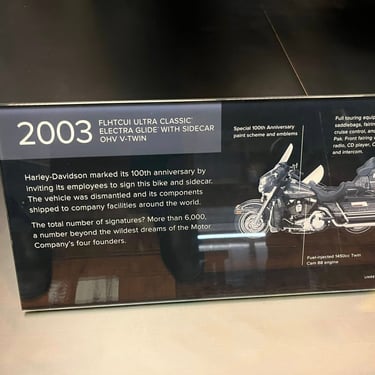 2003
FLHTCUI ULTRA CLASSIC®
ELECTRA GLIDE® WITH SIDECAR
OHV V-TWIN
Harley-Davidson marked its 100th anniversary by
inviting its employees to sign this bike and sidecar.
The vehicle was dismantled and its components
shipped to company facilities around the world.
The total number of signatures? More than 6,000,
a number beyond the wildest dreams of the Motor
Company's four founders.
Special 100th Anniversary
paint scheme and emblems
Full touring equip
saddlebags, fairin
cruise control, an
Pak. Front fairing
radio, CD player, C
and intercom.
Fuel-injected 1450cc Twin
Cam 88 engine